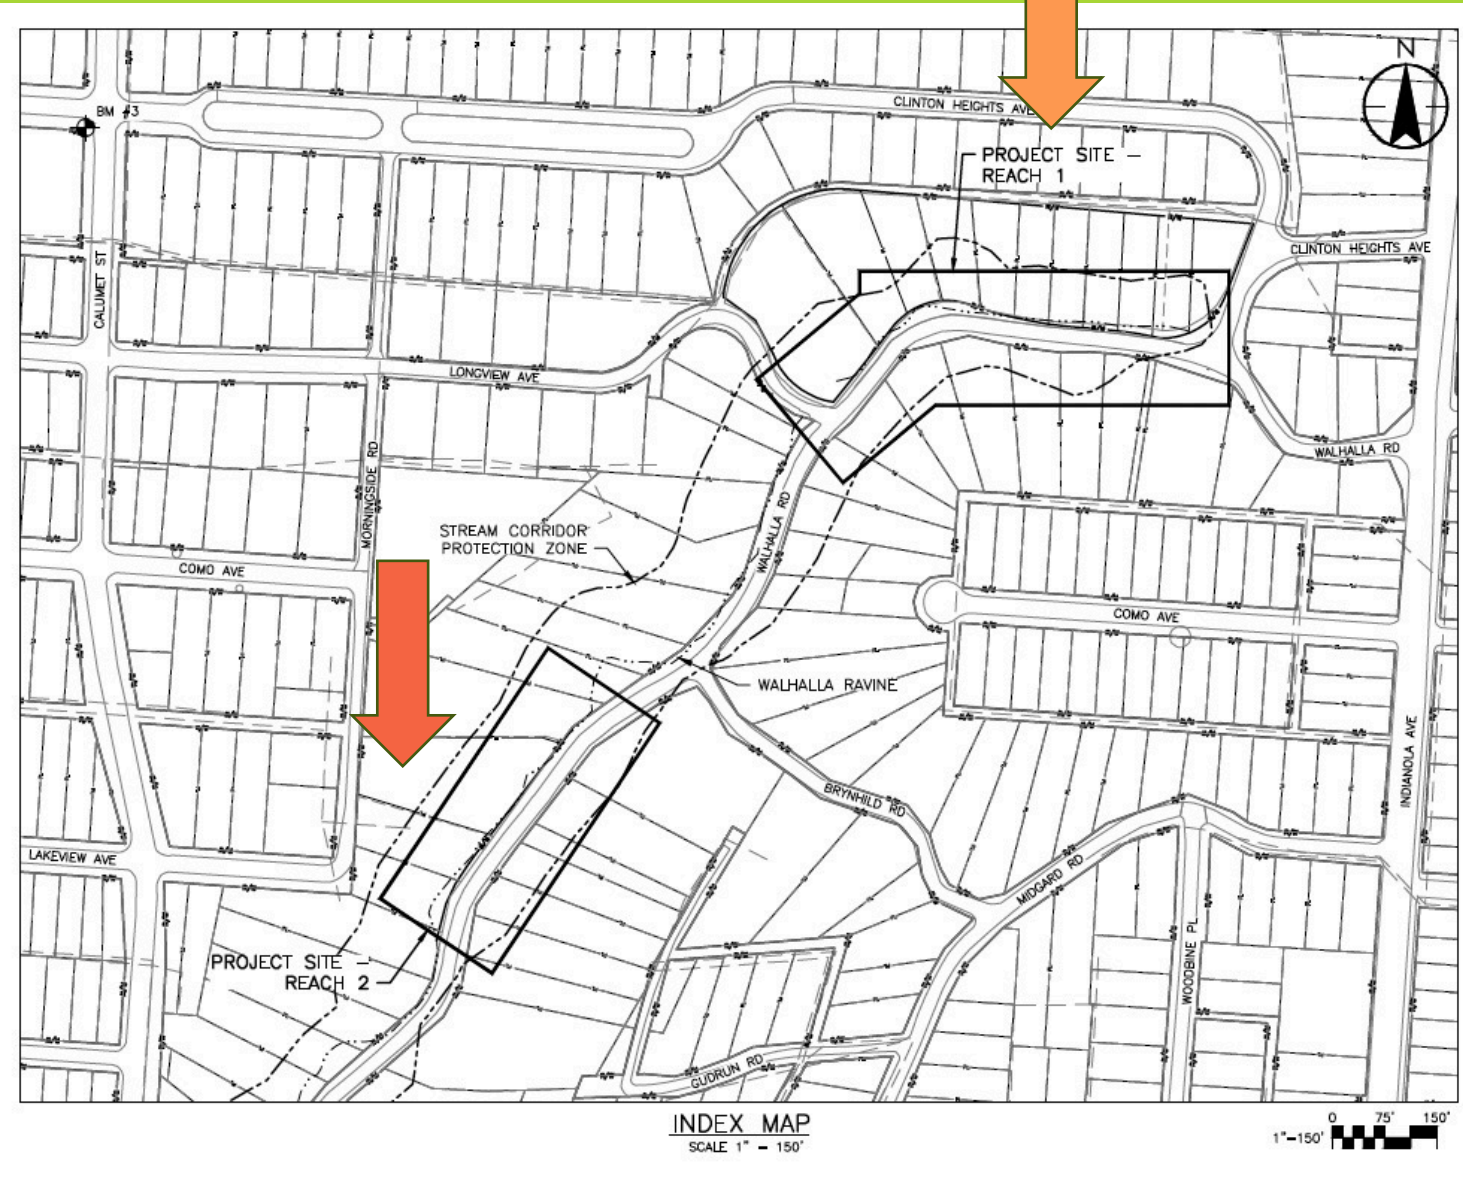 N
CLINTON HEIGHTS AVE
BM #3
PROJECT SITE –
REACH 1
CLINTON HEIGHTS AVE
CALUMET ST
LONGVIEW AVE
WALHALLA RD
MORNINGSIDE RD
WALHALLA RD
STREAM CORRIDOR
PROTECTION ZONE
COMO AVE
COMO AVE
WALHALLA RAVINE
INDIANOLA AVE
BRYNHILD RD
LAKEVIEW AVE
MIDGARD RD
WOODBINE PL
PROJECT SITE –
REACH 2
GUDRUN RD
INDEX MAP
SCALE 1" – 150'
0 75' 150'
1"–150'